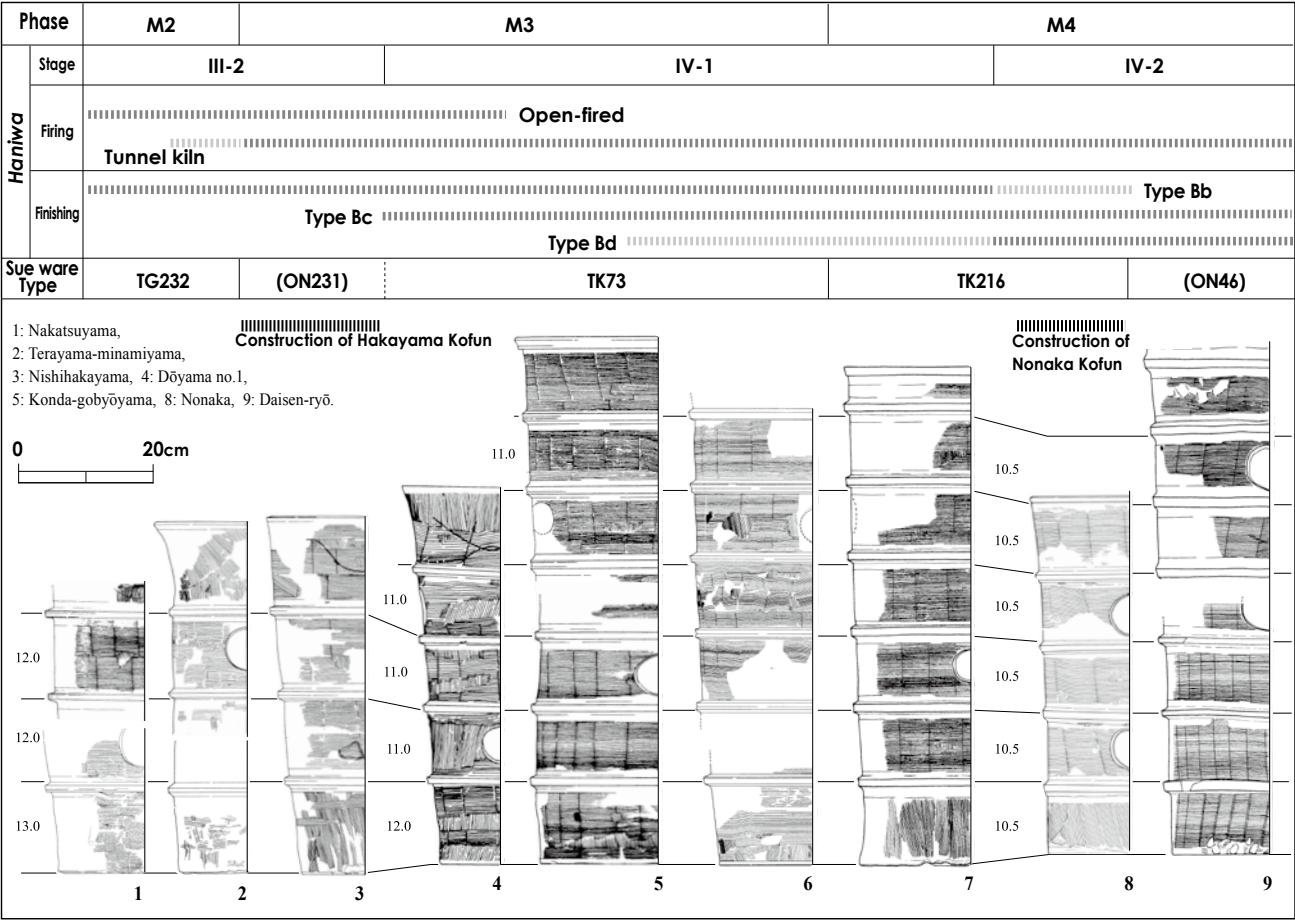 Phase M2 M3 M4
Haniwa
Stage III-2 IV-1 IV-2
Firing
Open-fired
Tunnel kiln
Finishing
Type Bb
Type Bc
Type Bd
Sue ware
Type
TG232 (ON231) TK73 TK216 (ON46)
1: Nakatsuyama,
2: Terayama-minamiyama,
3: Nishihakayama, 4: Dōyama no.1,
5: Konda-gobyōyama, 8: Nonaka, 9: Daisen-ryō.
Construction of Hakayama Kofun
Construction of
Nonaka Kofun
0 20cm
11.0
10.5
10.5
11.0
10.5
12.0
11.0
10.5
12.0
11.0
10.5
13.0
12.0
10.5
1 2 3 4 5 6 7 8 9